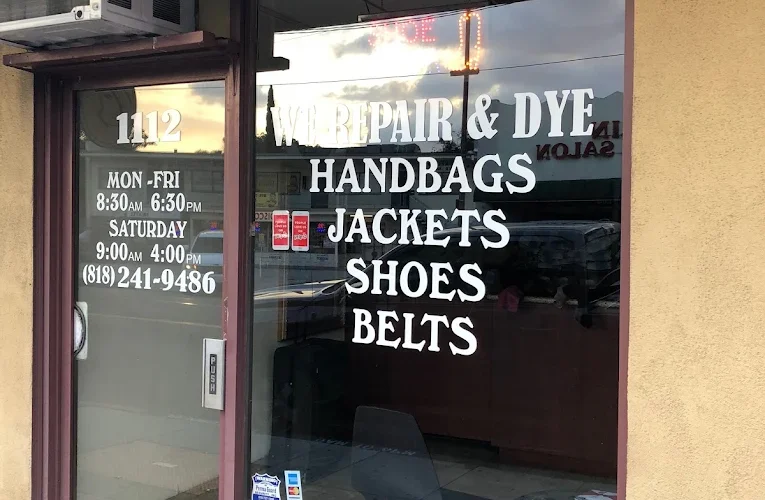 1112
MON-FRI
8:30AM 6:30PM
SATURDAY
9:00AM 4:00PM
(818) 241-9486
PUSH
WE REPAIR & DYE
HANDBAGS
JACKETS
SHOES
BELTS
SALON